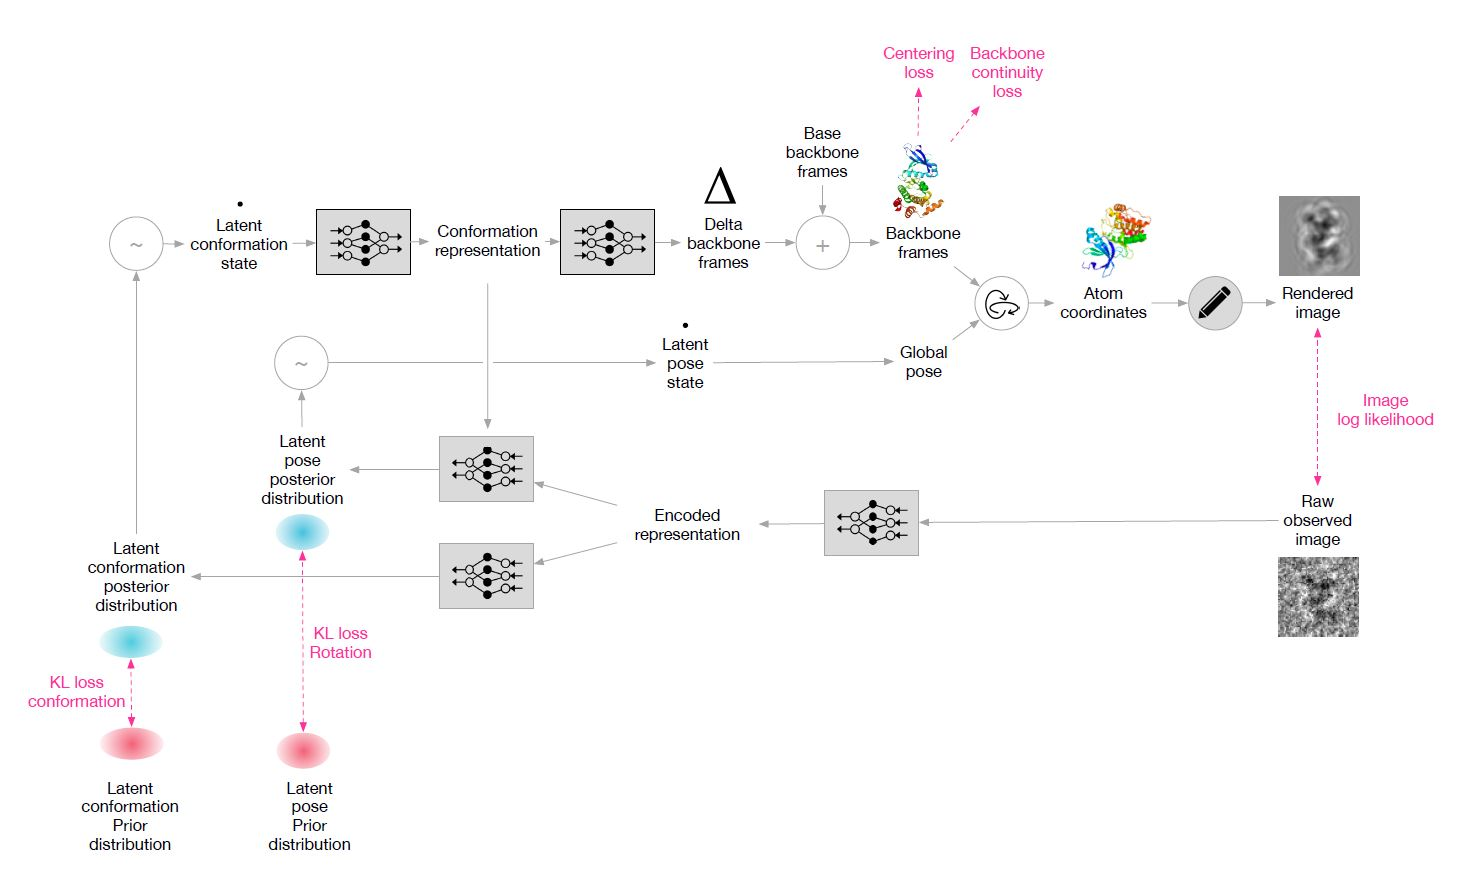 Centering
loss
Backbone
continuity
loss
Base
backbone
frames
~
Latent
conformation
state
Conformation
representation
Δ
Delta
backbone
frames
+
Backbone
frames
Atom
coordinates
Rendered
image
~
Latent
pose
state
Global
pose
Image
log likelihood
Latent
pose
posterior
distribution
Encoded
representation
Raw
observed
image
Latent
conformation
posterior
distribution
KL loss
Rotation
KL loss
conformation
Latent
conformation
Prior
distribution
Latent
pose
Prior
distribution